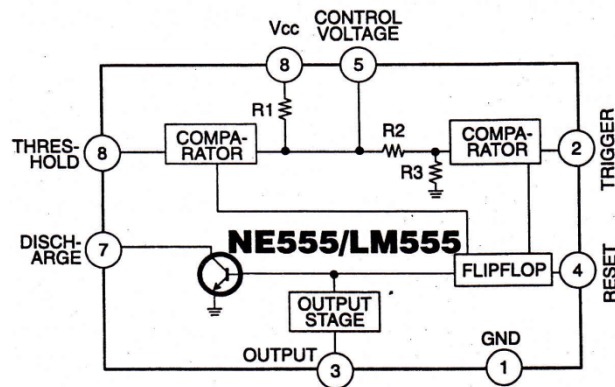 Vcc
CONTROL
VOLTAGE
8
5
R1
THRES-
HOLD
8
COMPA-
RATOR
R2
R3
COMPA-
RATOR
2
TRIGGER
DISCH-
ARGE
7
NE555/LM555
FLIPFLOP
4
RESET
OUTPUT
STAGE
OUTPUT
3
GND
1